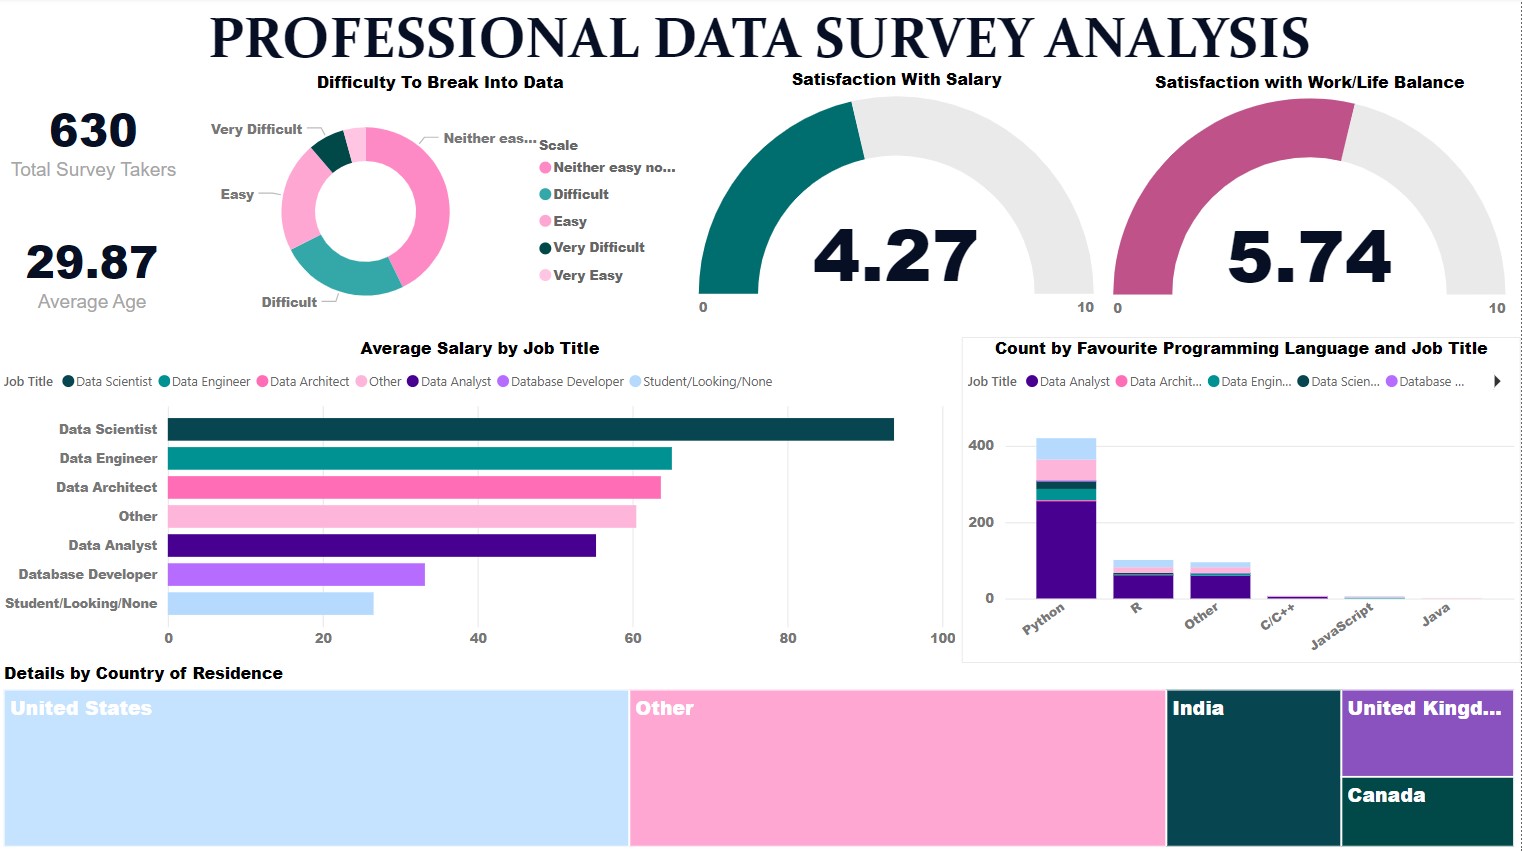 PROFESSIONAL DATA SURVEY ANALYSIS
630
Total Survey Takers
29.87
Average Age
Difficulty To Break Into Data
Very Difficult
Neither eas...
Easy
Difficult
Scale
Neither easy no...
Difficult
Easy
Very Difficult
Very Easy
Satisfaction With Salary
4.27
0
10
Satisfaction with Work/Life Balance
5.74
0
10
Average Salary by Job Title
Job Title Data Scientist Data Engineer Data Architect Other Data Analyst Database Developer Student/Looking/None
Data Scientist
Data Engineer
Data Architect
Other
Data Analyst
Database Developer
Student/Looking/None
0 20 40 60 80 100
Count by Favourite Programming Language and Job Title
Job Title Data Analyst Data Archit... Data Engin... Data Scien... Database ...
400
200
0
Python R Other C/C++ JavaScript Java
Details by Country of Residence
United States
Other
India
United Kingd...
Canada